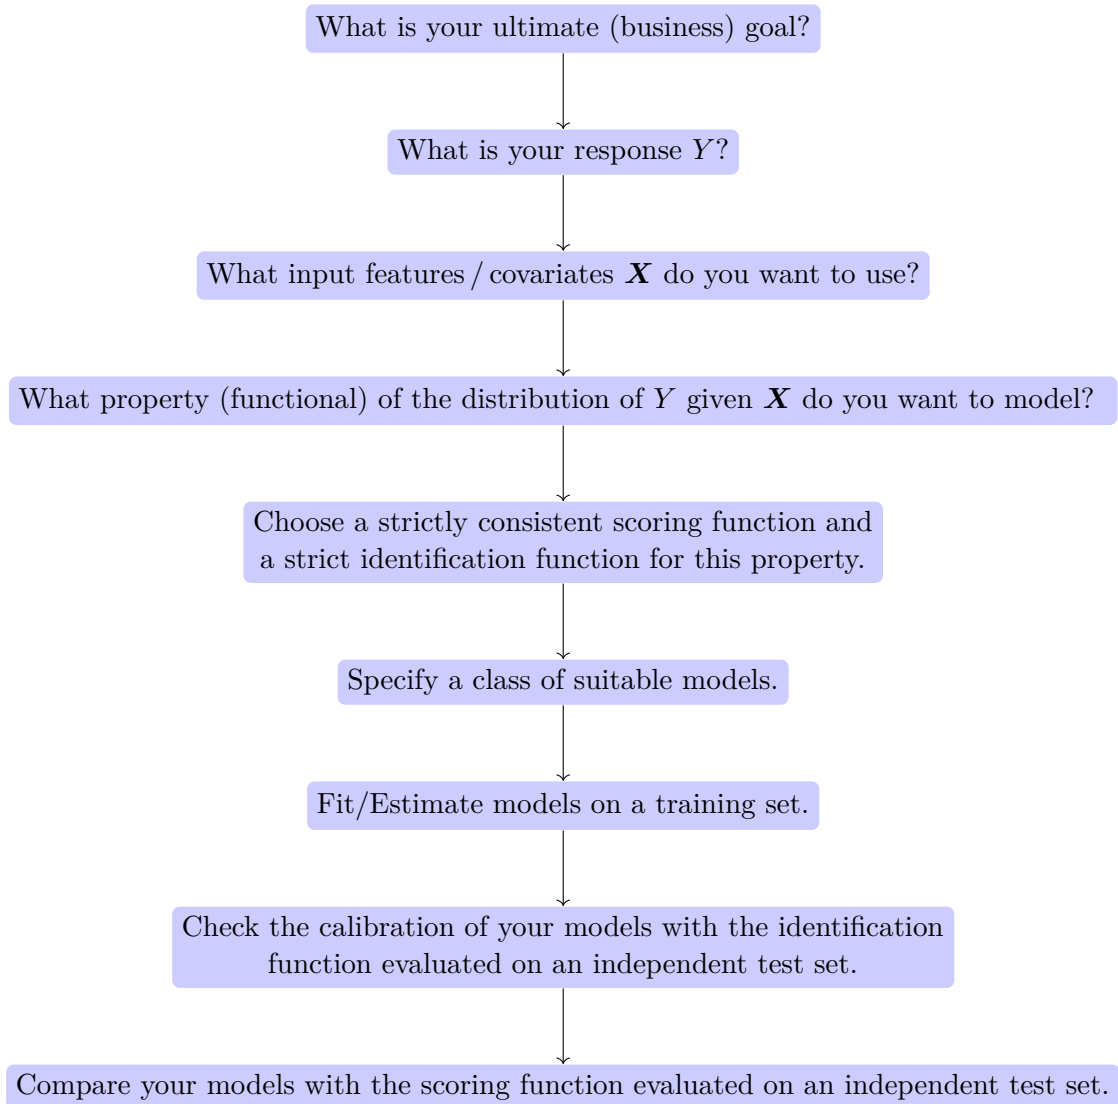 What is your ultimate (business) goal?
What is your response Y?
What input features / covariates X do you want to use?
What property (functional) of the distribution of Y given X do you want to model?
Choose a strictly consistent scoring function and
a strict identification function for this property.
Specify a class of suitable models.
Fit/Estimate models on a training set.
Check the calibration of your models with the identification
function evaluated on an independent test set.
Compare your models with the scoring function evaluated on an independent test set.